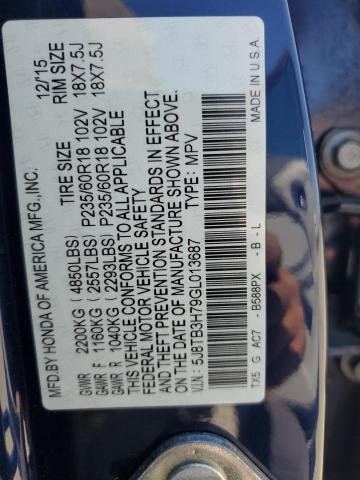 MFD.BY HONDA OF AMERICA MFG.,INC. 12/15
TIRE SIZE RIM SIZE
GVWR 2200KG (4850LBS) P235/60R18 102V 18X7.5J
GAWR F 1160KG (2557LBS) P235/60R18 102V 18X7.5J
GAWR R 1040KG (2293LBS)
THIS VEHICLE CONFORMS TO ALL APPLICABLE
FEDERAL MOTOR VEHICLE SAFETY BUMPER,
AND THEFT PREVENTION STANDARDS IN EFFECT
ON THE DATE OF MANUFACTURE SHOWN ABOVE.
V.I.N.: 5J8TB3H79GL013687 TYPE: MPV
TX5 G AC7 - B588PX - B - L MADE IN U.S.A.